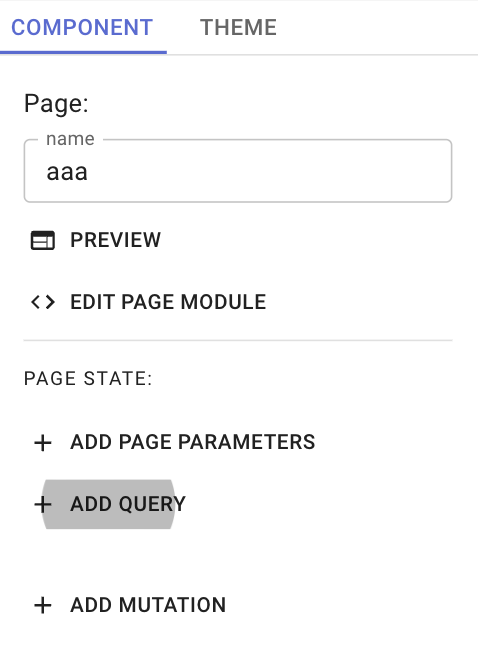 COMPONENT THEME
Page:
name
aaa
PREVIEW
EDIT PAGE MODULE
PAGE STATE:
+ ADD PAGE PARAMETERS
+ ADD QUERY
+ ADD MUTATION